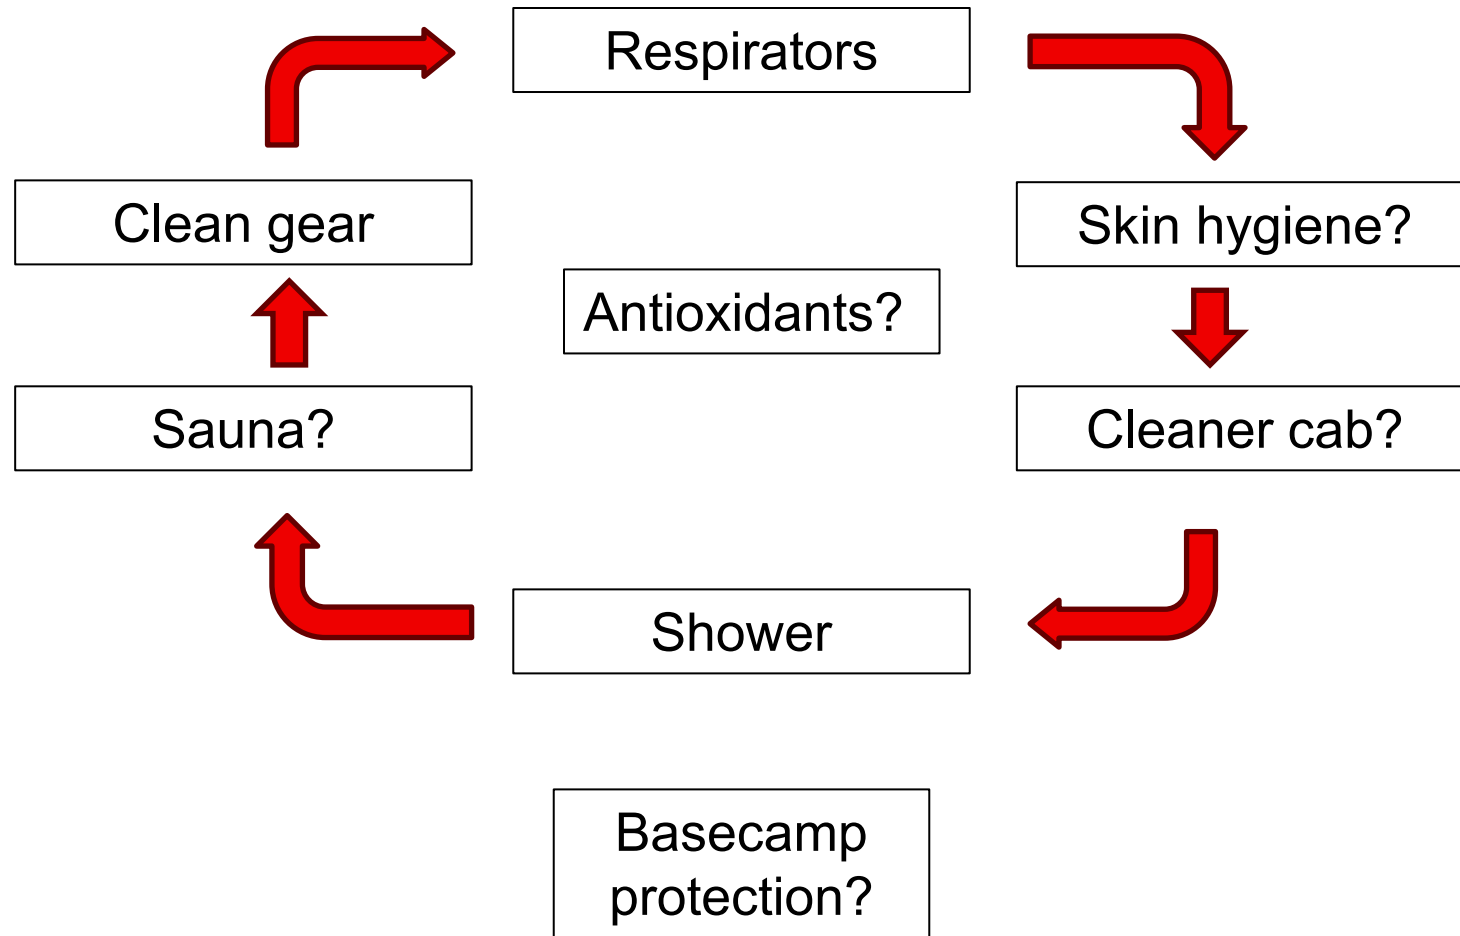 Respirators
Clean gear
Skin hygiene?
Antioxidants?
Sauna?
Cleaner cab?
Shower
Basecamp
protection?